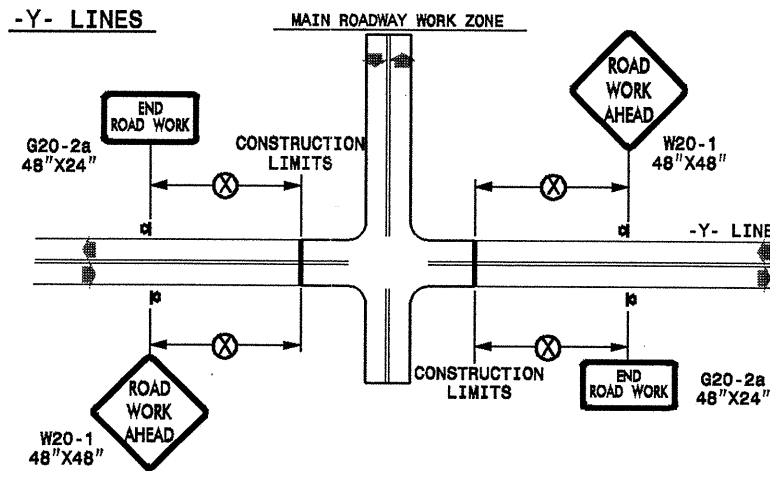 -Y- LINES
MAIN ROADWAY WORK ZONE
END
ROAD WORK
G20-2a
48"X24"
CONSTRUCTION
LIMITS
ROAD
WORK
AHEAD
W20-1
48"X48"
X
X
-Y- LINE
X
X
ROAD
WORK
AHEAD
W20-1
48"X48"
CONSTRUCTION
LIMITS
END
ROAD WORK
G20-2a
48"X24"